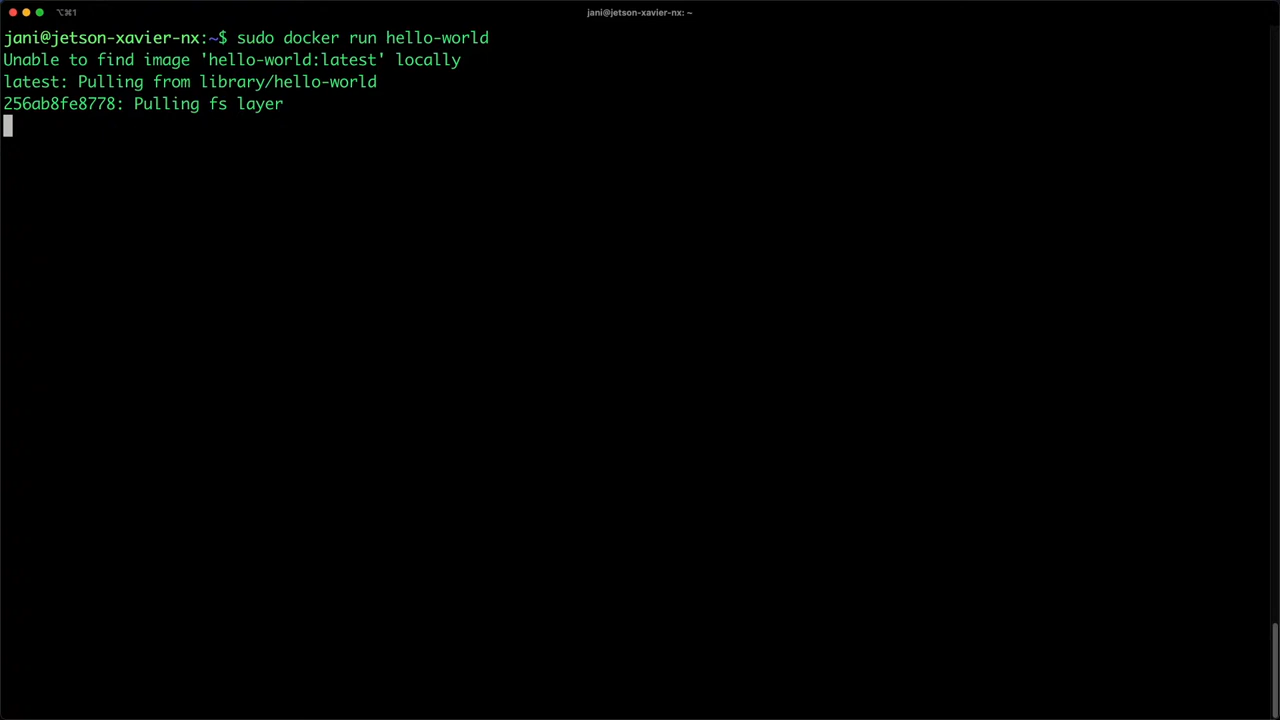 ⌥⌘1
jani@jetson-xavier-nx: ~
jani@jetson-xavier-nx:~$ sudo docker run hello-world
Unable to find image 'hello-world:latest' locally
latest: Pulling from library/hello-world
256ab8fe8778: Pulling fs layer